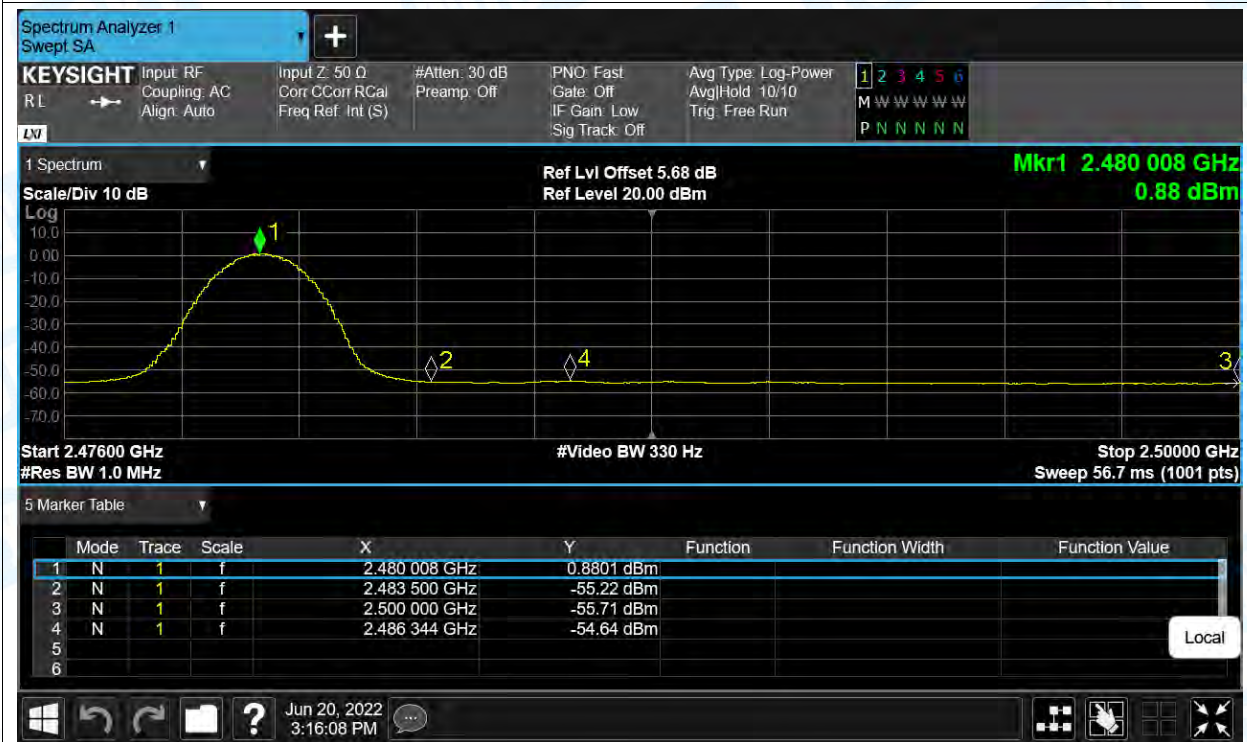 Spectrum Analyzer 1
Swept SA
+
KEYSIGHT Input: RF Input Z: 50 Ω #Atten: 30 dB PNO: Fast Avg Type: Log-Power 1 2 3 4 5 6
R L Coupling: AC Corr CCorr RCal Preamp: Off Gate: Off Avg|Hold: 10/10 M W W W W W
Align: Auto Freq Ref: Int (S) IF Gain: Low Trig: Free Run
LXI Sig Track: Off P N N N N N N
1 Spectrum Ref Lvl Offset 5.68 dB Mkr1 2.480 008 GHz
Scale/Div 10 dB Ref Level 20.00 dBm 0.88 dBm
Log
10.0 1
0.00
-10.0
-20.0
-30.0
-40.0
-50.0 2 4 3
-60.0
-70.0
Start 2.47600 GHz #Video BW 330 Hz Stop 2.50000 GHz
#Res BW 1.0 MHz Sweep 56.7 ms (1001 pts)
5 Marker Table
Mode Trace Scale X Y Function Function Width Function Value
1 N 1 f 2.480 008 GHz 0.8801 dBm
2 N 1 f 2.483 500 GHz -55.22 dBm
3 N 1 f 2.500 000 GHz -55.71 dBm
4 N 1 f 2.486 344 GHz -54.64 dBm
5
6
Local
? Jun 20, 2022
3:16:08 PM